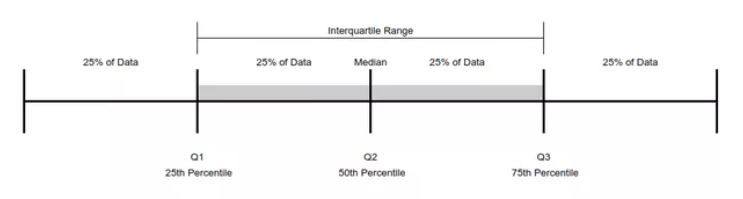 Interquartile Range
25% of Data
25% of Data
Median
25% of Data
25% of Data
Q1
Q2
Q3
25th Percentile
50th Percentile
75th Percentile